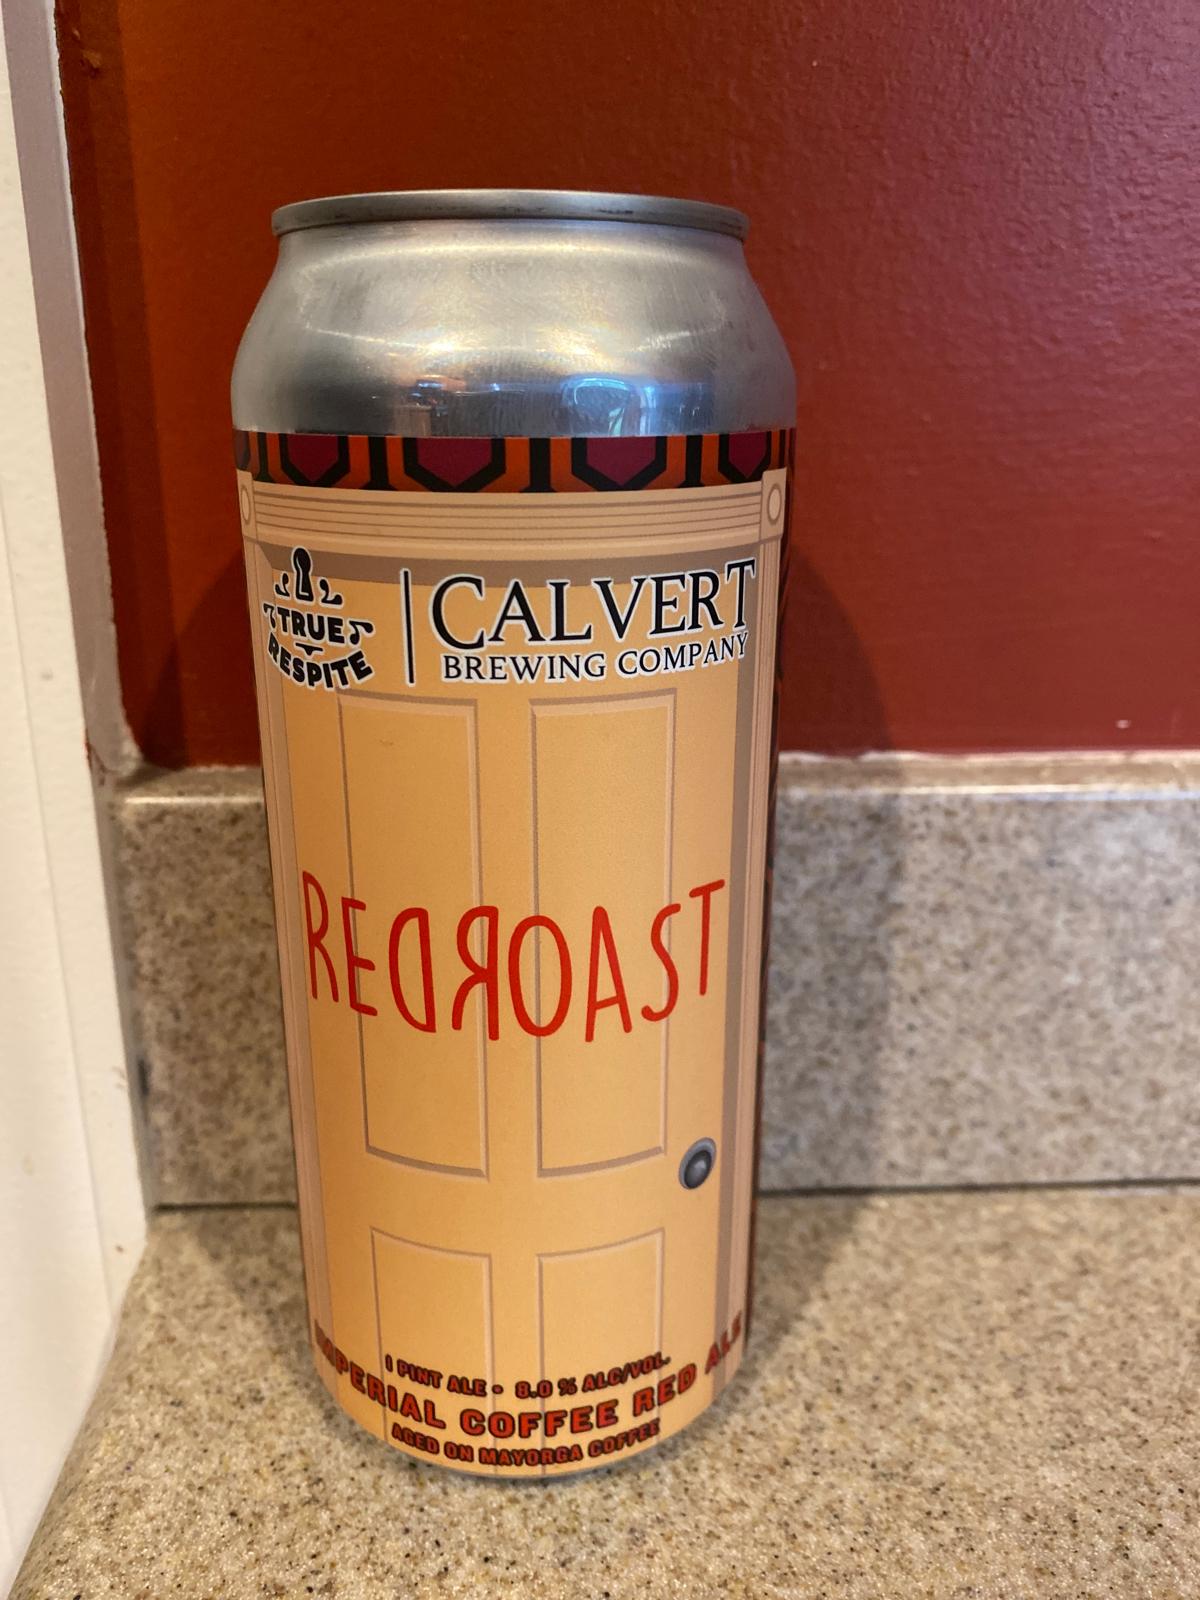 TRUE
RESPITE
CALVERT
BREWING COMPANY
REDROAST
1 PINT ALE • 8.0 % ALC/VOL.
IMPERIAL COFFEE RED ALE
AGED ON MAYORGA COFFEE